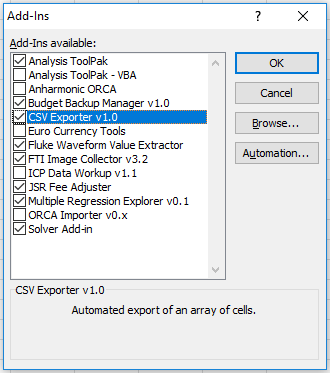 Add-Ins
Add-Ins available:
Analysis ToolPak
Analysis ToolPak - VBA
Anharmonic ORCA
Budget Backup Manager v1.0
CSV Exporter v1.0
Euro Currency Tools
Fluke Waveform Value Extractor
FTI Image Collector v3.2
ICP Data Workup v1.1
JSR Fee Adjuster
Multiple Regression Explorer v0.1
ORCA Importer v0.x
Solver Add-in
OK
Cancel
Browse...
Automation...
CSV Exporter v1.0
Automated export of an array of cells.